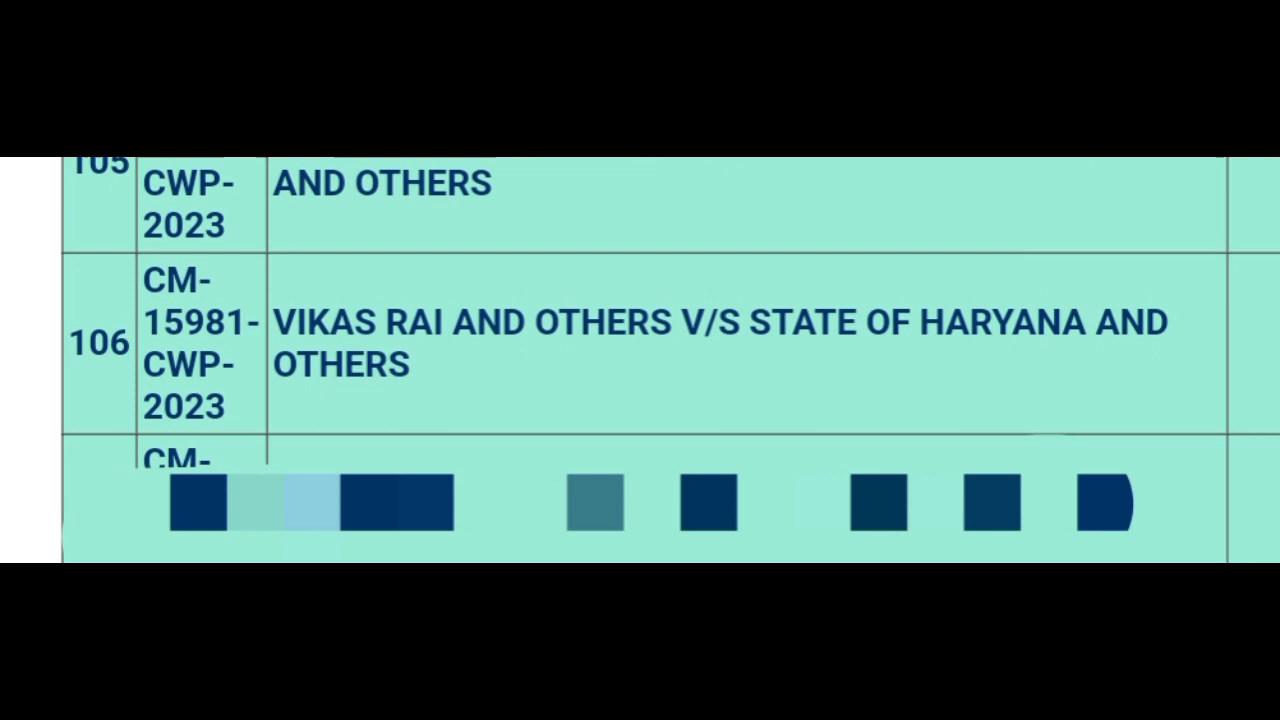 105
CWP-
2023
AND OTHERS
106
CM-
15981-
CWP-
2023
VIKAS RAI AND OTHERS V/S STATE OF HARYANA AND
OTHERS
CM-